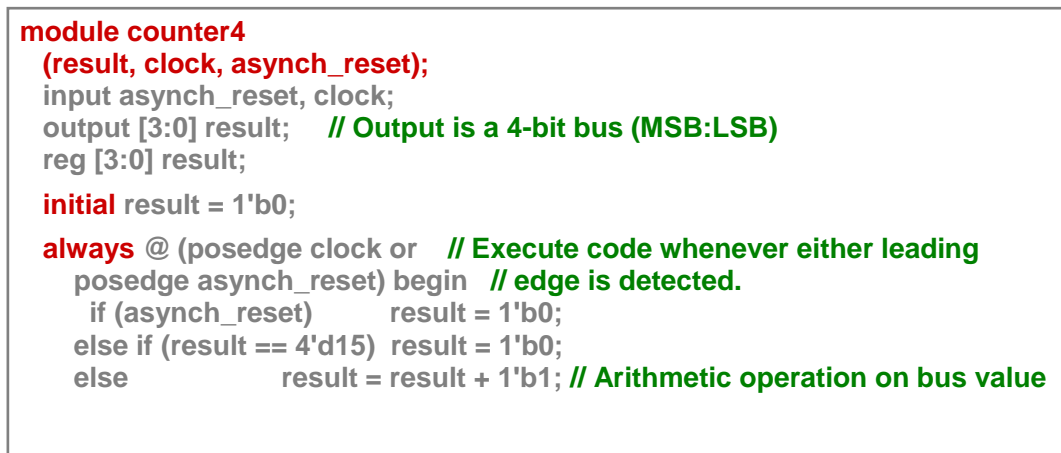 module counter4
(result, clock, asynch_reset);
input asynch_reset, clock;
output [3:0] result; // Output is a 4-bit bus (MSB:LSB)
reg [3:0] result;
initial result = 1'b0;
always @ (posedge clock or // Execute code whenever either leading
posedge asynch_reset) begin // edge is detected.
if (asynch_reset) result = 1'b0;
else if (result == 4'd15) result = 1'b0;
else result = result + 1'b1; // Arithmetic operation on bus value